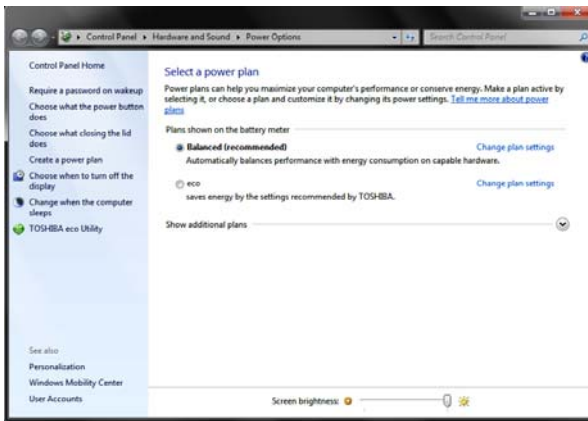 Control Panel ▸ Hardware and Sound ▸ Power Options
Search Control Panel
Control Panel Home
Require a password on wakeup
Choose what the power button
does
Choose what closing the lid
does
Create a power plan
Choose when to turn off the
display
Change when the computer
sleeps
TOSHIBA eco Utility
See also
Personalization
Windows Mobility Center
User Accounts
Select a power plan
Power plans can help you maximize your computer's performance or conserve energy. Make a plan active by
selecting it, or choose a plan and customize it by changing its power settings. Tell me more about power
plans
Plans shown on the battery meter
Balanced (recommended) Change plan settings
Automatically balances performance with energy consumption on capable hardware.
eco Change plan settings
saves energy by the settings recommended by TOSHIBA.
Show additional plans
Screen brightness: